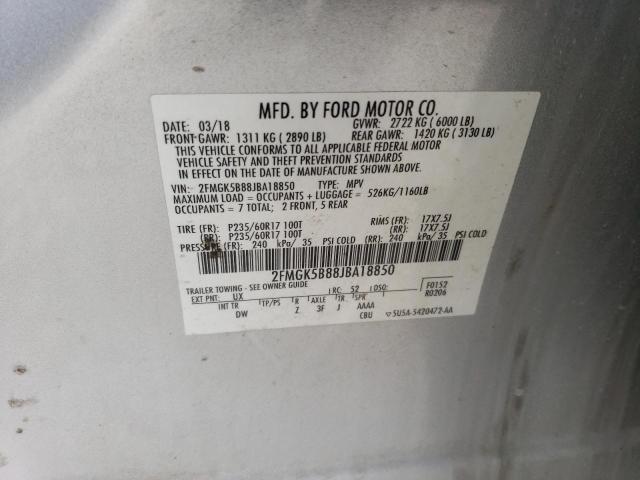 MFD. BY FORD MOTOR CO.
DATE: 03/18 GVWR: 2722 KG ( 6000 LB)
FRONT GAWR: 1311 KG ( 2890 LB) REAR GAWR: 1420 KG ( 3130 LB)
THIS VEHICLE CONFORMS TO ALL APPLICABLE FEDERAL MOTOR
VEHICLE SAFETY AND THEFT PREVENTION STANDARDS
IN EFFECT ON THE DATE OF MANUFACTURE SHOWN ABOVE.
VIN: 2FMGK5B88JBA18850 TYPE: MPV
MAXIMUM LOAD = OCCUPANTS + LUGGAGE = 526KG/1160LB
OCCUPANTS = 7 TOTAL; 2 FRONT, 5 REAR
TIRE (FR): P235/60R17 100T RIMS (FR): 17X7.5J
(RR): P235/60R17 100T (RR): 17X7.5J
PRESSURE (FR): 240 kPa/ 35 PSI COLD (RR): 240 kPa/ 35 PSI COLD
2FMGK5B88JBA18850
TRAILER TOWING - SEE OWNER GUIDE
EXT PNT: UX RC: 52 DSO: F0152
INT TR TP/PS R AXLE TR SPR R0206
DW Z 3F J AAAA
CBU 5U5A-5420472-AA